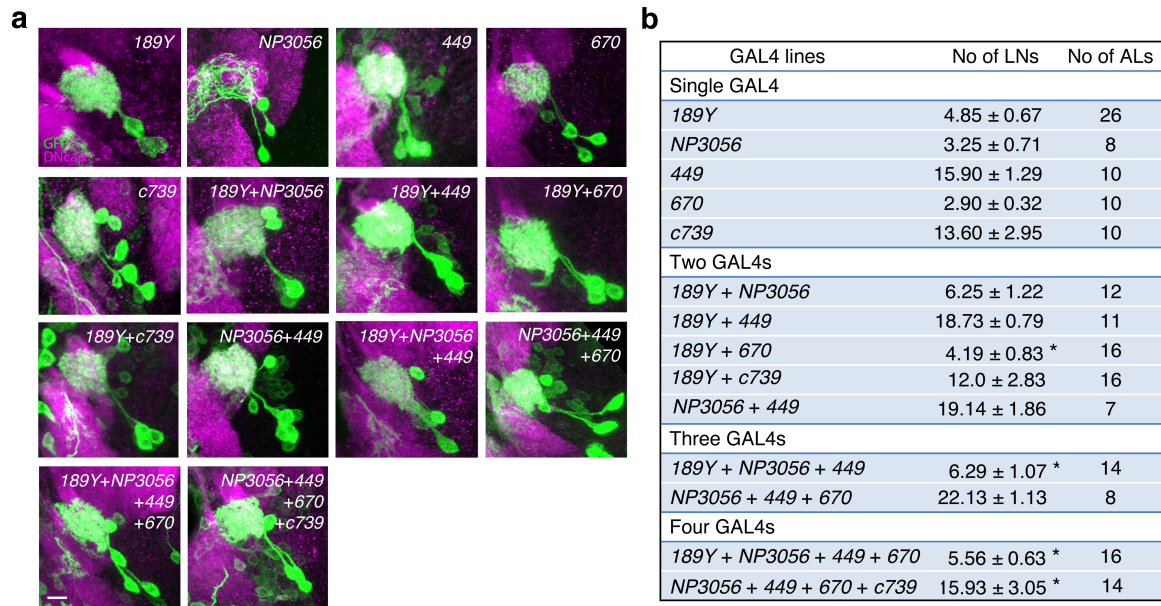 a
189Y
GFP
DNcad
NP3056
449
670
c739
189Y+NP3056
189Y+449
189Y+670
189Y+c739
NP3056+449
189Y+NP3056
+449
NP3056+449
+670
189Y+NP3056
+449
+670
NP3056+449
+670
+c739
b
GAL4 lines No of LNs No of ALs
Single GAL4
189Y 4.85 ± 0.67 26
NP3056 3.25 ± 0.71 8
449 15.90 ± 1.29 10
670 2.90 ± 0.32 10
c739 13.60 ± 2.95 10
Two GAL4s
189Y + NP3056 6.25 ± 1.22 12
189Y + 449 18.73 ± 0.79 11
189Y + 670 4.19 ± 0.83 * 16
189Y + c739 12.0 ± 2.83 16
NP3056 + 449 19.14 ± 1.86 7
Three GAL4s
189Y + NP3056 + 449 6.29 ± 1.07 * 14
NP3056 + 449 + 670 22.13 ± 1.13 8
Four GAL4s
189Y + NP3056 + 449 + 670 5.56 ± 0.63 * 16
NP3056 + 449 + 670 + c739 15.93 ± 3.05 * 14